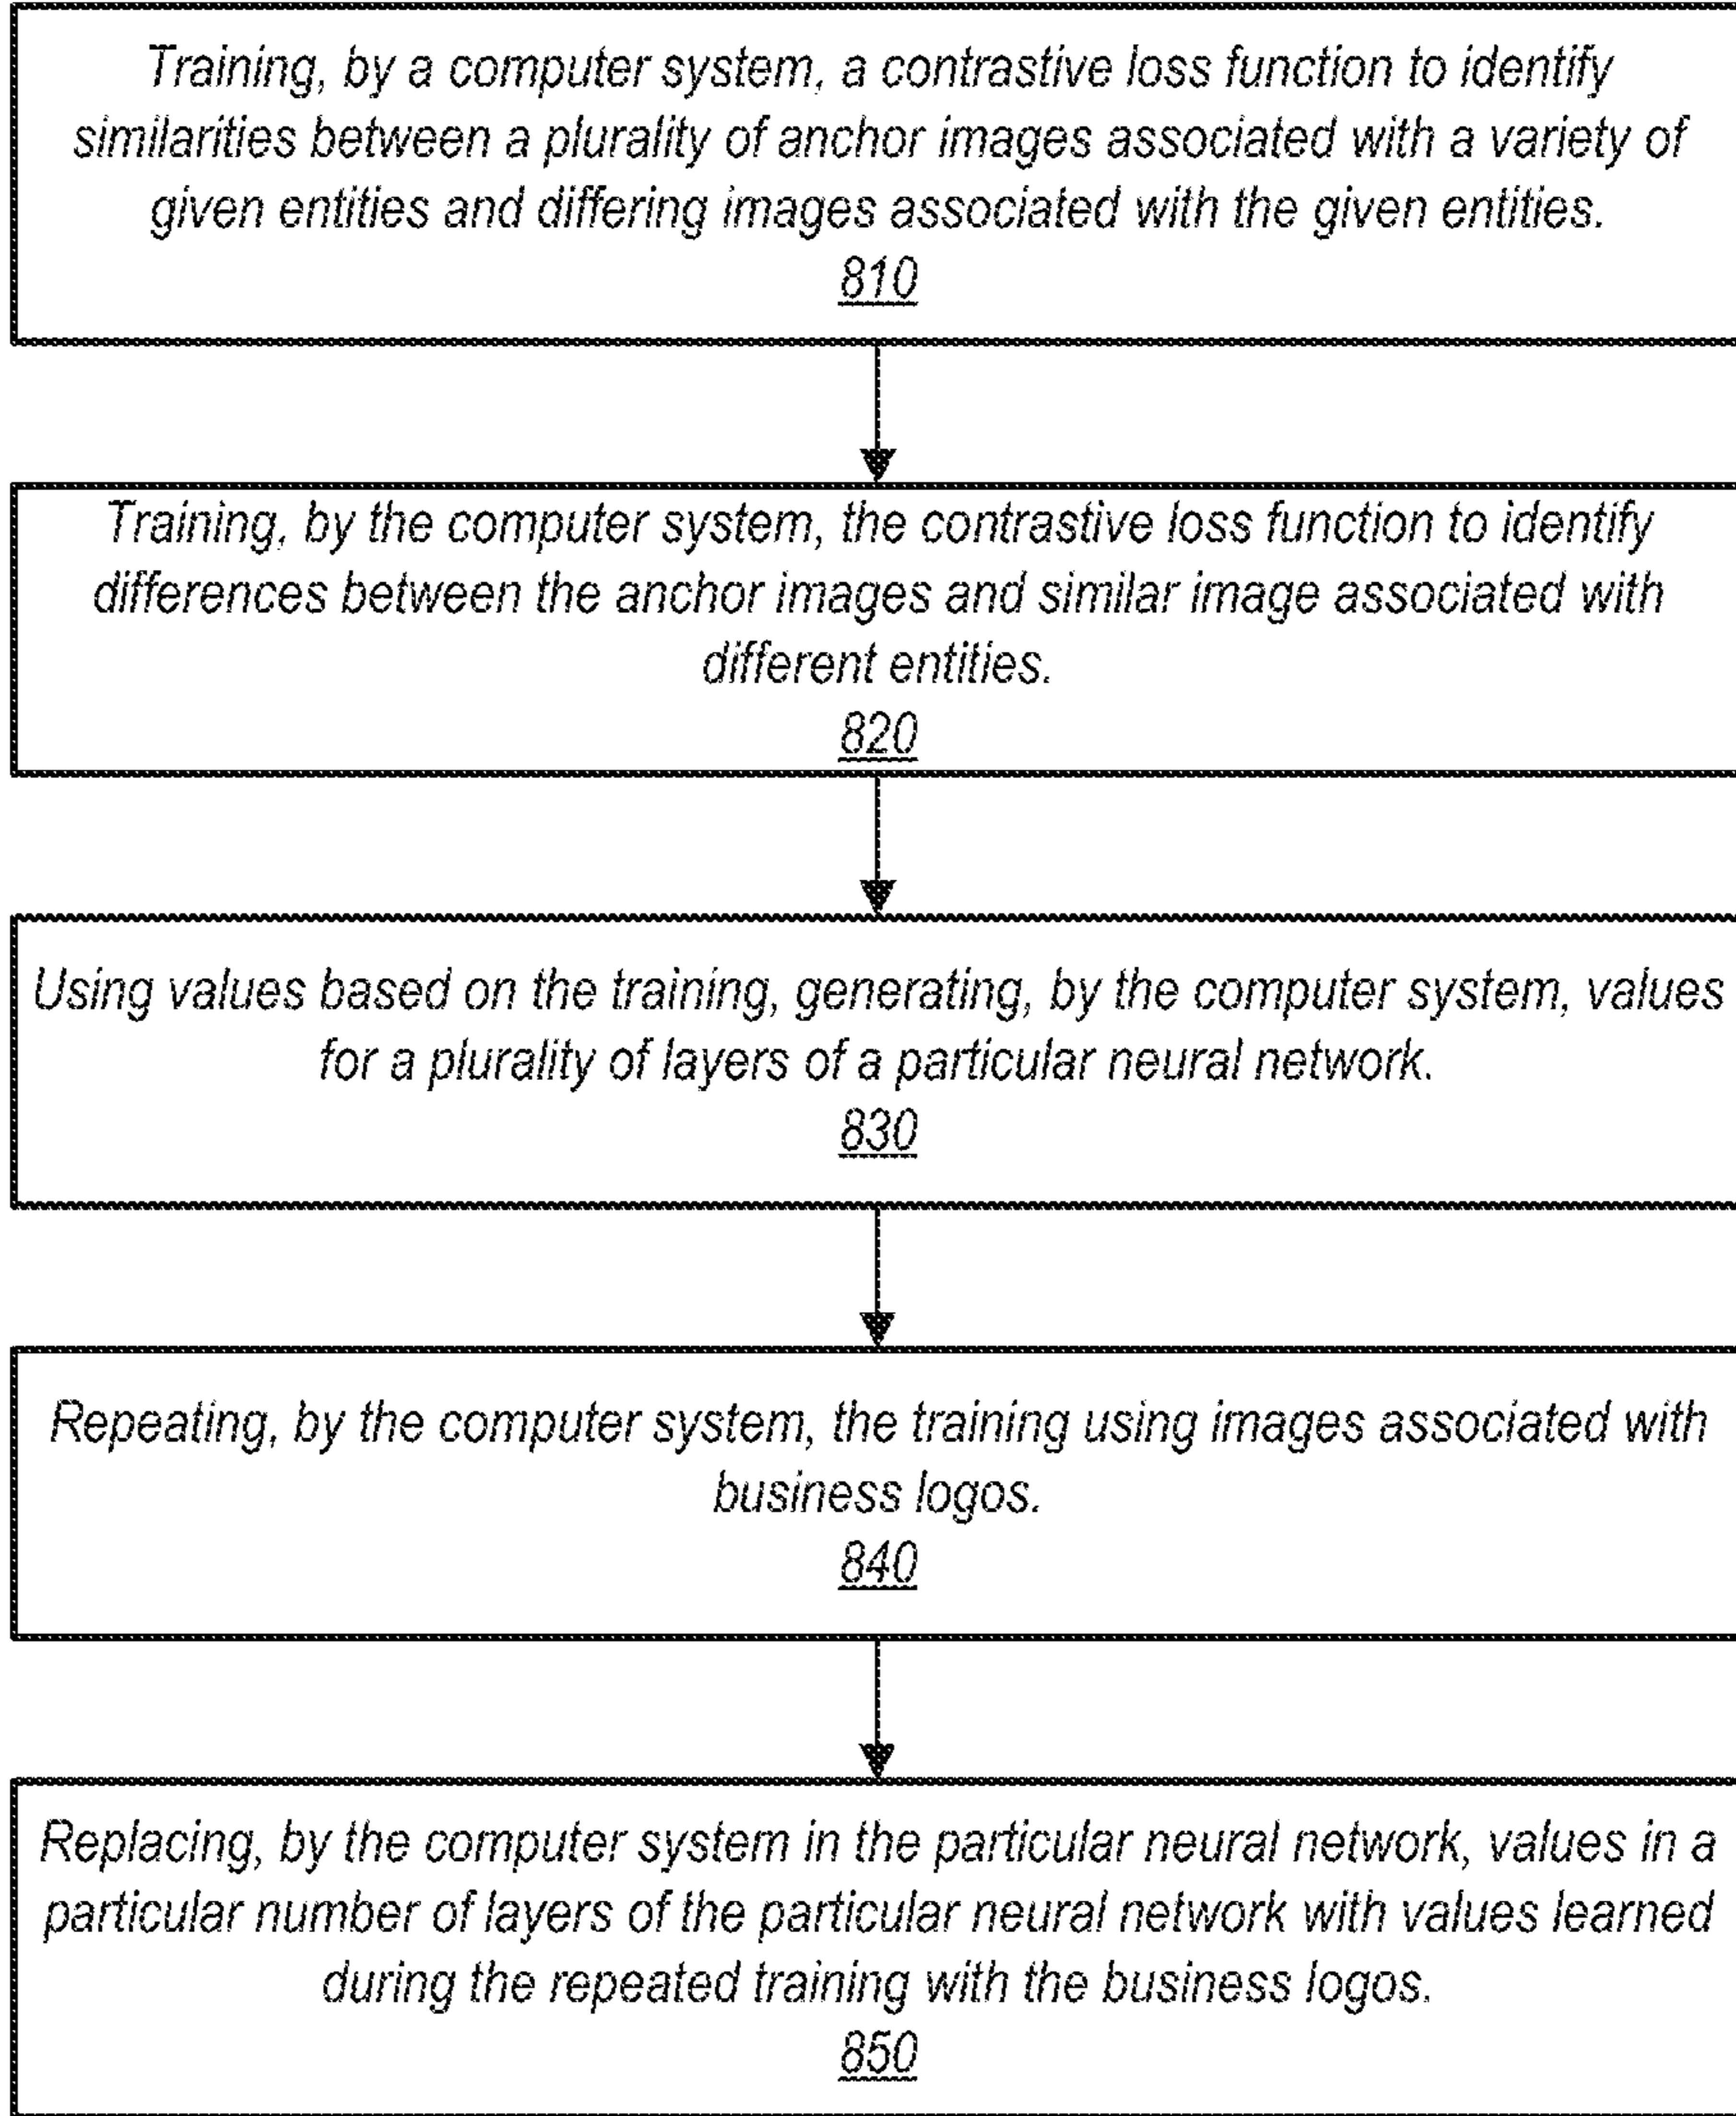 Training, by a computer system, a contrastive loss function to identify
similarities between a plurality of anchor images associated with a variety of
given entities and differing images associated with the given entities.
810
Training, by the computer system, the contrastive loss function to identify
differences between the anchor images and similar image associated with
different entities.
820
Using values based on the training, generating, by the computer system, values
for a plurality of layers of a particular neural network.
830
Repeating, by the computer system, the training using images associated with
business logos.
840
Replacing, by the computer system in the particular neural network, values in a
particular number of layers of the particular neural network with values learned
during the repeated training with the business logos.
850